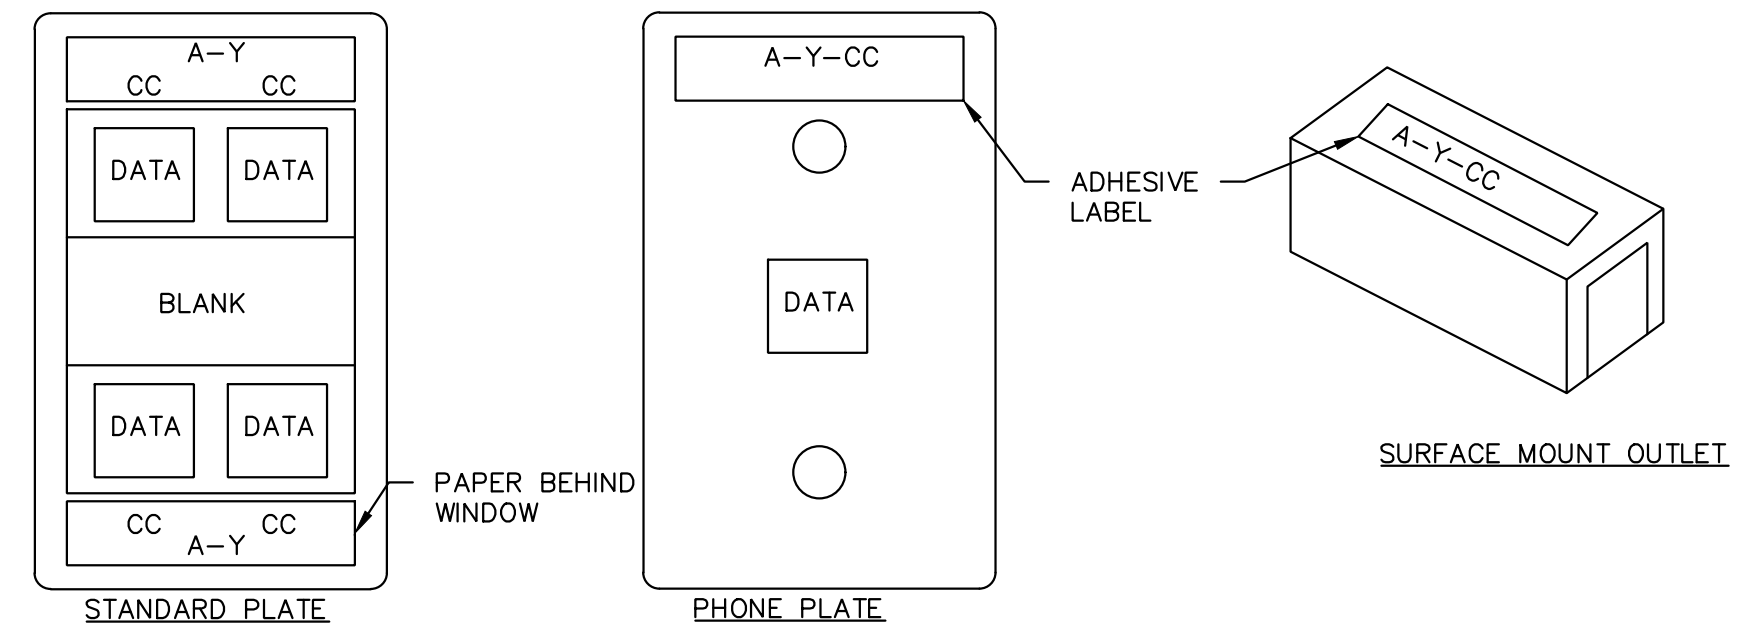 A-Y
CC CC
DATA DATA
BLANK
DATA DATA
CC CC
A-Y
PAPER BEHIND
WINDOW
STANDARD PLATE
A-Y-CC
DATA
PHONE PLATE
ADHESIVE
LABEL
A-Y-CC
SURFACE MOUNT OUTLET